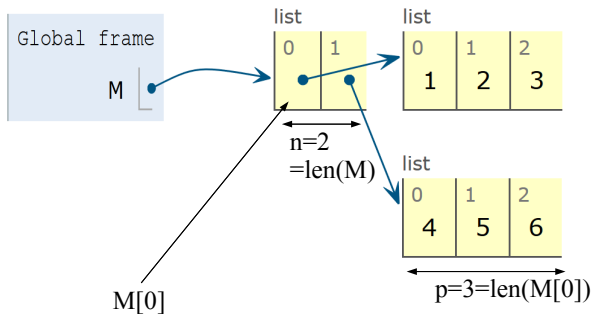 Global frame
M
list
0 1
n=2
=len(M)
list
0 1 2
1 2 3
list
0 1 2
4 5 6
p=3=len(M[0])
M[0]